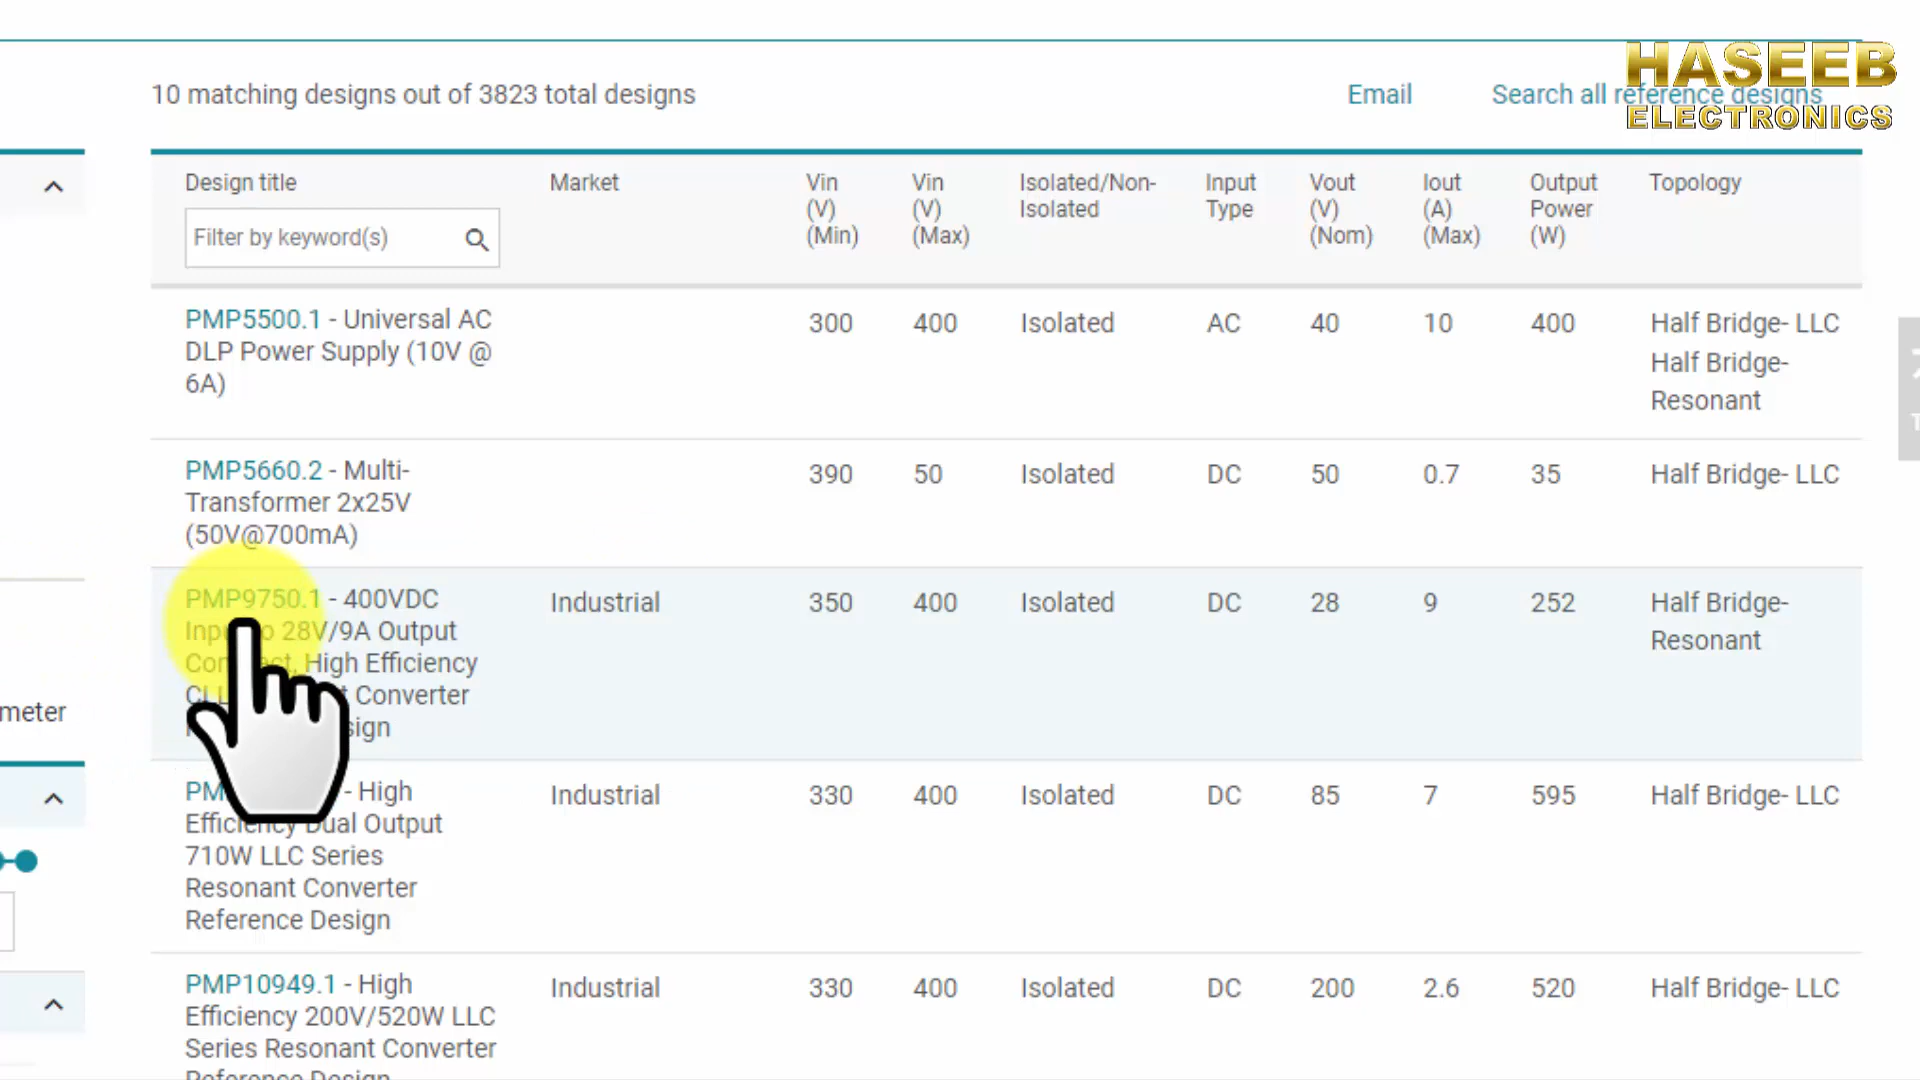 HASEEB
ELECTRONICS
10 matching designs out of 3823 total designs
Email
Search all reference designs
Design title
Filter by keyword(s)
Market
Vin
(V)
(Min)
Vin
(V)
(Max)
Isolated/Non-
Isolated
Input
Type
Vout
(V)
(Nom)
Iout
(A)
(Max)
Output
Power
(W)
Topology
PMP5500.1 - Universal AC
DLP Power Supply (10V @
6A)
300
400
Isolated
AC
40
10
400
Half Bridge- LLC
Half Bridge-
Resonant
PMP5660.2 - Multi-
Transformer 2x25V
(50V@700mA)
390
50
Isolated
DC
50
0.7
35
Half Bridge- LLC
PMP9750.1 - 400VDC
28V/9A Output
High Efficiency
Converter
Industrial
350
400
Isolated
DC
28
9
252
Half Bridge-
Resonant
meter
- High
Efficiency Dual Output
710W LLC Series
Resonant Converter
Reference Design
Industrial
330
400
Isolated
DC
85
7
595
Half Bridge- LLC
PMP10949.1 - High
Efficiency 200V/520W LLC
Series Resonant Converter
Reference Design
Industrial
330
400
Isolated
DC
200
2.6
520
Half Bridge- LLC